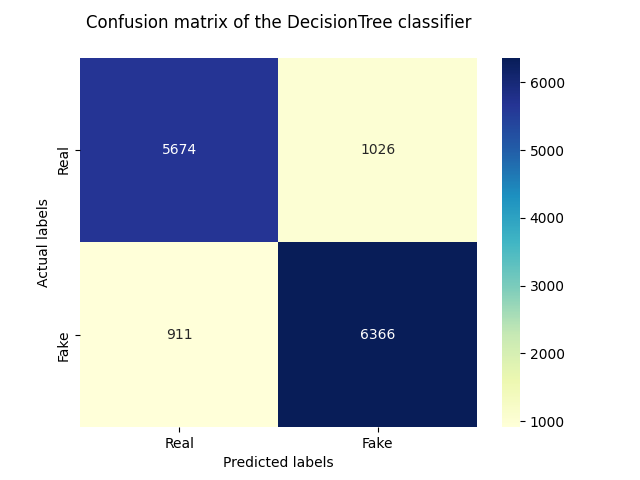 Confusion matrix of the DecisionTree classifier
Actual labels
Real
Fake
5674
1026
911
6366
Real
Fake
Predicted labels
6000
5000
4000
3000
2000
1000